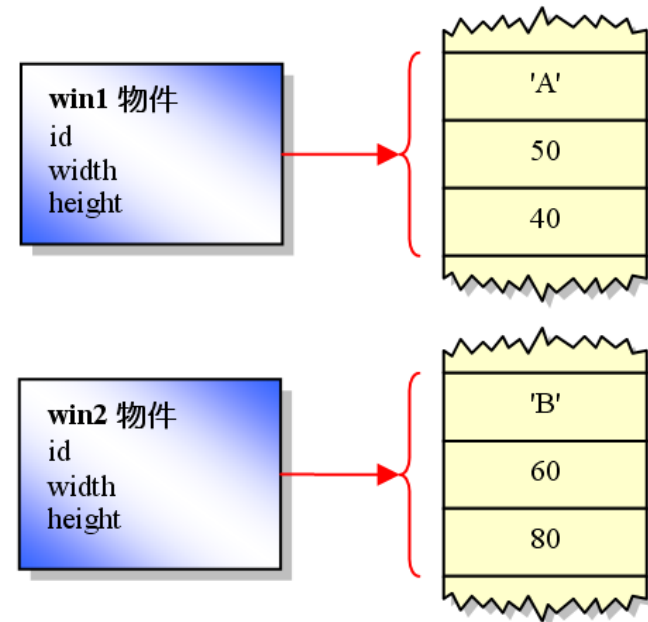 win1 物件
id
width
height
'A'
50
40
win2 物件
id
width
height
'B'
60
80